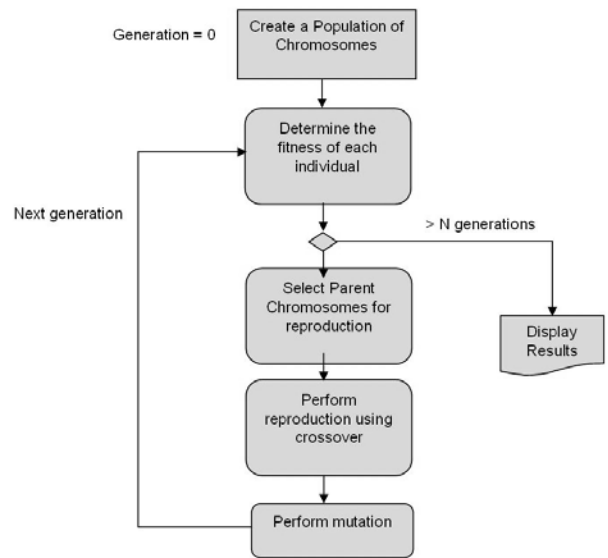 Generation = 0
Create a Population of
Chromosomes
Determine the
fitness of each
individual
Next generation
> N generations
Select Parent
Chromosomes for
reproduction
Display
Results
Perform
reproduction using
crossover
Perform mutation